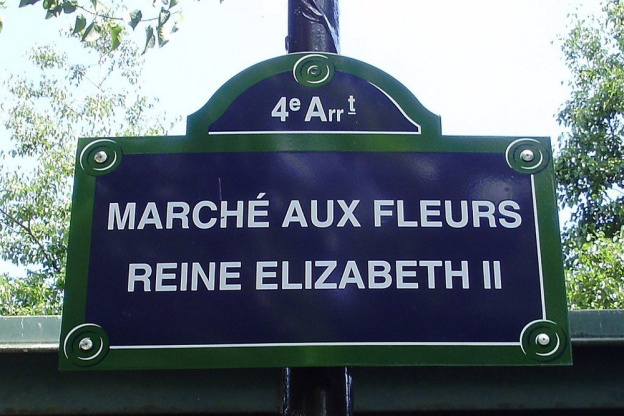 4e Arrt
MARCHÉ AUX FLEURS
REINE ELIZABETH II